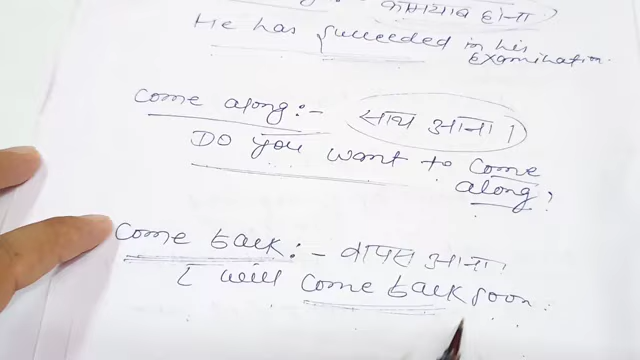 कामयाब होना
He has succeeded in his
examination.
Come along:- साथ आना।
Do you want to come
along?
Come back:- वापस आना।
I will come back soon.